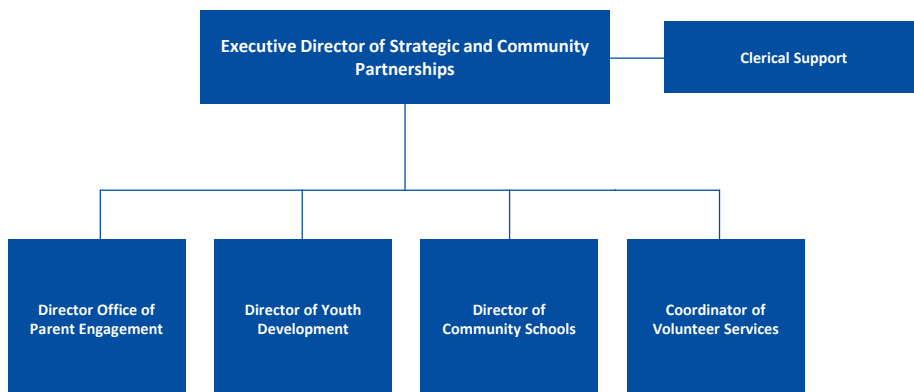 Executive Director of Strategic and Community
Partnerships
Clerical Support
Director Office of
Parent Engagement
Director of Youth
Development
Director of
Community Schools
Coordinator of
Volunteer Services